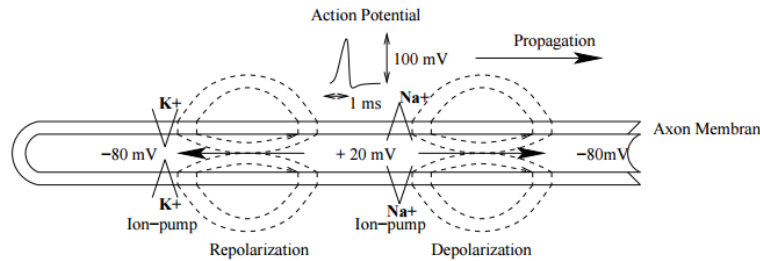 Action Potential
Propagation
100 mV
1 ms
K+
Na+
Axon Membran
−80 mV
+ 20 mV
−80mV
K+
Na+
Ion−pump
Ion−pump
Repolarization
Depolarization